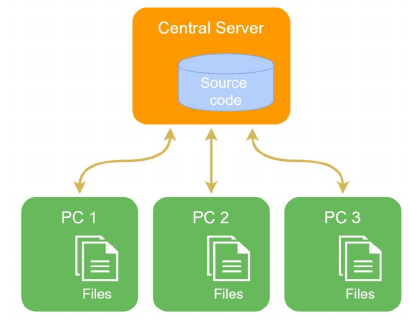 Central Server
Source
code
PC 1
PC 2
PC 3
Files
Files
Files